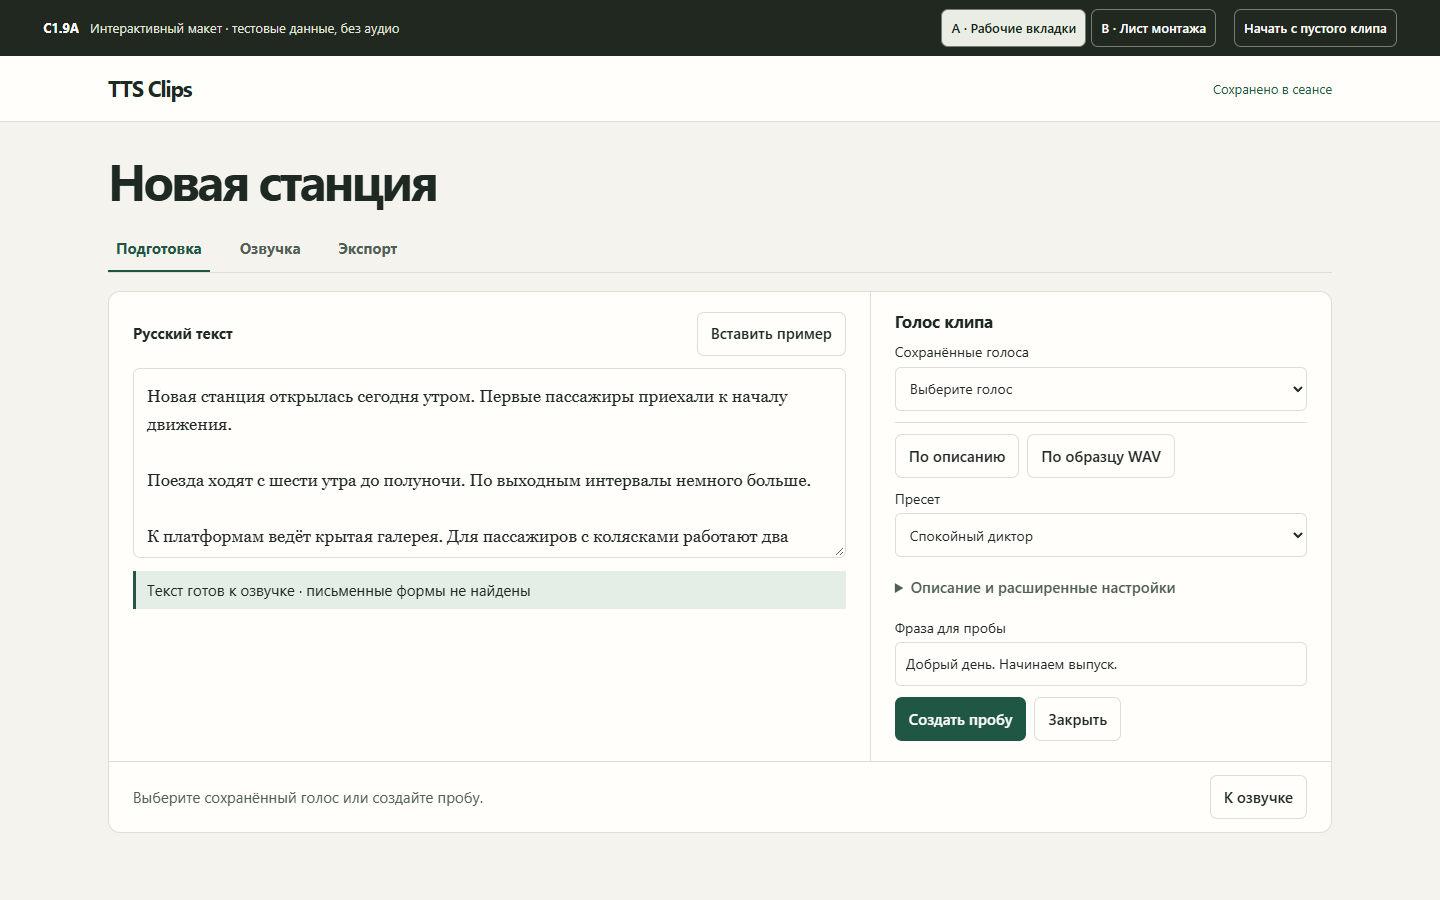 C1.9A Интерактивный макет · тестовые данные, без аудио
A · Рабочие вкладки
B · Лист монтажа
Начать с пустого клипа
TTS Clips
Сохранено в сеансе
Новая станция
Подготовка
Озвучка
Экспорт
Русский текст
Вставить пример
Новая станция открылась сегодня утром. Первые пассажиры приехали к началу
движения.
Поезда ходят с шести утра до полуночи. По выходным интервалы немного больше.
К платформам ведёт крытая галерея. Для пассажиров с колясками работают два
Текст готов к озвучке · письменные формы не найдены
Голос клипа
Сохранённые голоса
Выберите голос
По описанию
По образцу WAV
Пресет
Спокойный диктор
Описание и расширенные настройки
Фраза для пробы
Добрый день. Начинаем выпуск.
Создать пробу
Закрыть
Выберите сохранённый голос или создайте пробу.
К озвучке